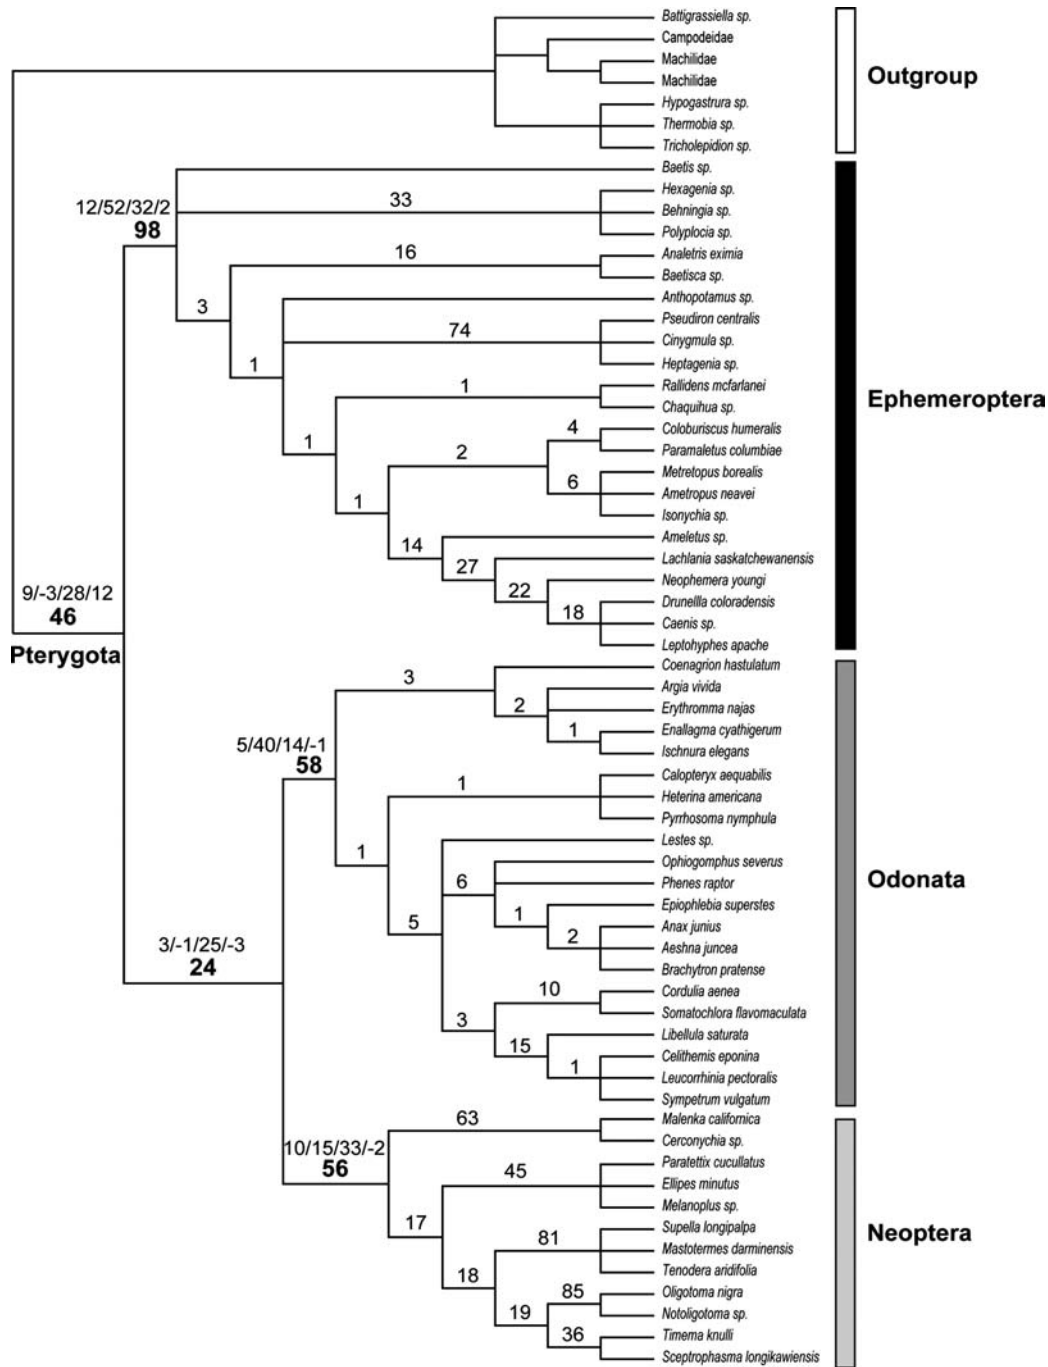 Battigrassiella sp.
Campodeidae
Machilidae
Machilidae
Hypogastrura sp.
Thermobia sp.
Tricholepidion sp.
Outgroup
Baetis sp.
12/52/32/2
98
33
Hexagenia sp.
Behningia sp.
Polyplocia sp.
16
Analetris eximia
Baetisca sp.
3
Anthopotamus sp.
74
Pseudiron centralis
Cinygmula sp.
Heptagenia sp.
1
1
Rallidens mcfarlanei
Chaquihua sp.
Ephemeroptera
1
2
4
Coloburiscus humeralis
Paramaletus columbiae
6
Metretopus borealis
Ametropus neavei
Isonychia sp.
1
14
Ameletus sp.
27
Lachlania saskatchewanensis
22
Neophemera youngi
18
Drunellla coloradensis
Caenis sp.
Leptohyphes apache
9/-3/28/12
46
Pterygota
3
Coenagrion hastulatum
2
Argia vivida
Erythromma najas
1
Enallagma cyathigerum
Ischnura elegans
5/40/14/-1
58
1
Calopteryx aequabilis
Heterina americana
Pyrrhosoma nymphula
1
Lestes sp.
6
Ophiogomphus severus
Phenes raptor
Odonata
5
1
Epiophlebia superstes
2
Anax junius
Aeshna juncea
Brachytron pratense
3/-1/25/-3
24
10
Cordulia aenea
Somatochlora flavomaculata
3
15
Libellula saturata
1
Celithemis eponina
Leucorrhinia pectoralis
Sympetrum vulgatum
63
Malenka californica
Cerconychia sp.
10/15/33/-2
56
45
Paratettix cucullatus
Ellipes minutus
Melanoplus sp.
17
81
Supella longipalpa
Mastotermes darminensis
Tenodera aridifolia
Neoptera
18
85
Oligotoma nigra
Notoligotoma sp.
19
36
Timema knulli
Sceptrophasma longikawiensis